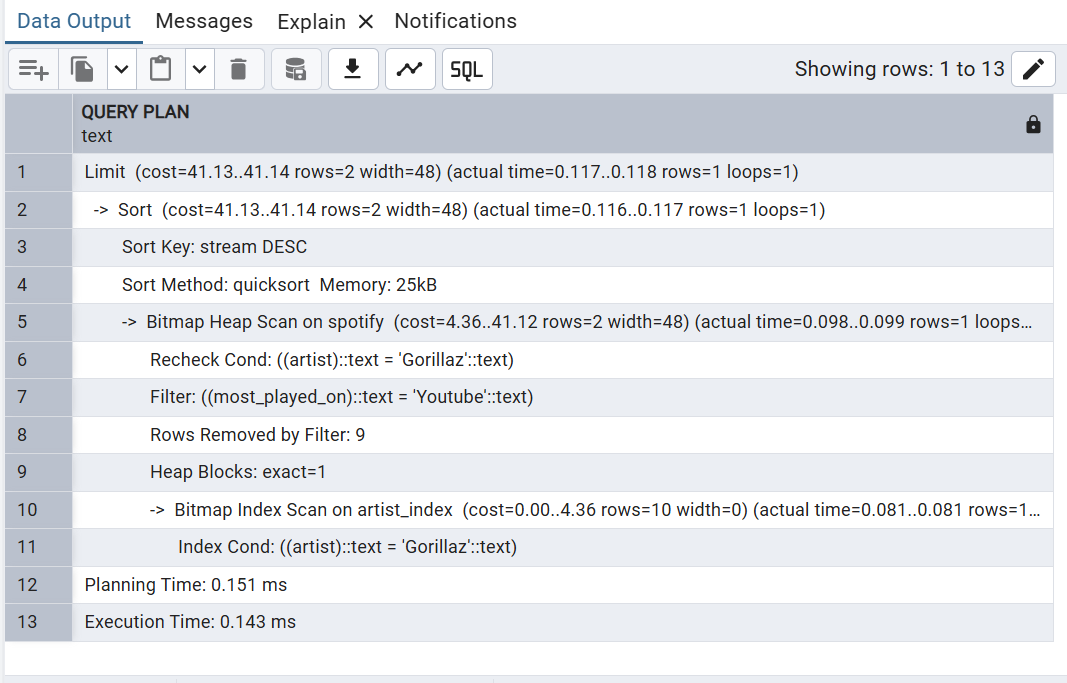 Data Output Messages Explain Notifications
SQL Showing rows: 1 to 13
QUERY PLAN
text
1 Limit (cost=41.13..41.14 rows=2 width=48) (actual time=0.117..0.118 rows=1 loops=1)
2 -> Sort (cost=41.13..41.14 rows=2 width=48) (actual time=0.116..0.117 rows=1 loops=1)
3 Sort Key: stream DESC
4 Sort Method: quicksort Memory: 25kB
5 -> Bitmap Heap Scan on spotify (cost=4.36..41.12 rows=2 width=48) (actual time=0.098..0.099 rows=1 loops…
6 Recheck Cond: ((artist)::text = 'Gorillaz'::text)
7 Filter: ((most_played_on)::text = 'Youtube'::text)
8 Rows Removed by Filter: 9
9 Heap Blocks: exact=1
10 -> Bitmap Index Scan on artist_index (cost=0.00..4.36 rows=10 width=0) (actual time=0.081..0.081 rows=1…
11 Index Cond: ((artist)::text = 'Gorillaz'::text)
12 Planning Time: 0.151 ms
13 Execution Time: 0.143 ms